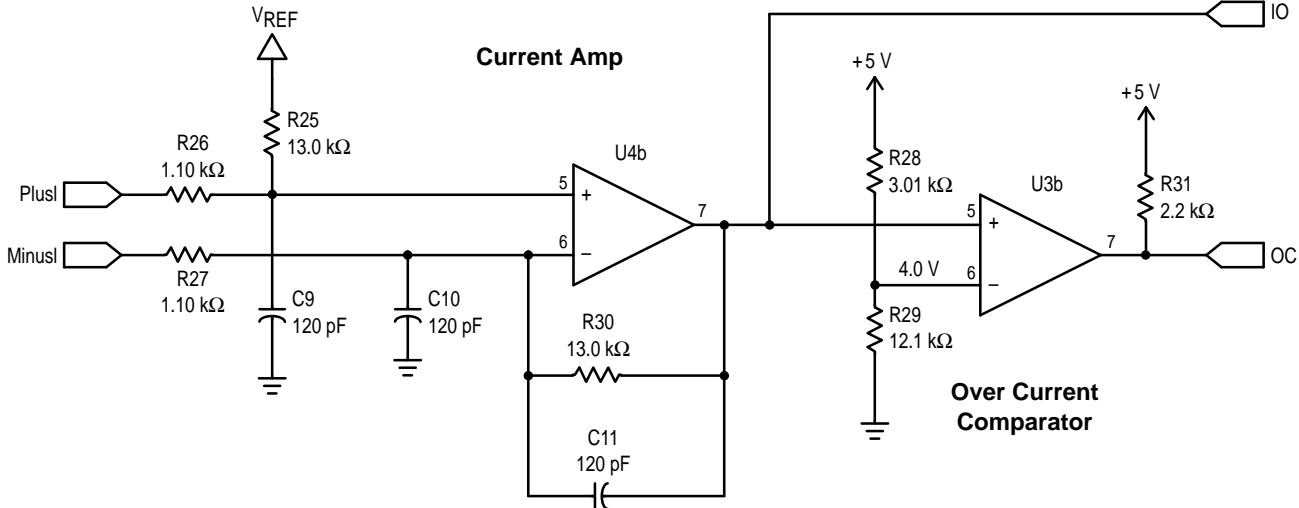 VREF
Current Amp
IO
+5 V
+5 V
R25
13.0 kΩ
R26
1.10 kΩ
U4b
R28
3.01 kΩ
U3b
R31
2.2 kΩ
PlusI
5
+
7
5
+
7
MinusI
6
–
4.0 V
6
–
OC
R27
1.10 kΩ
C9
120 pF
C10
120 pF
R29
12.1 kΩ
R30
13.0 kΩ
Over Current
Comparator
C11
120 pF